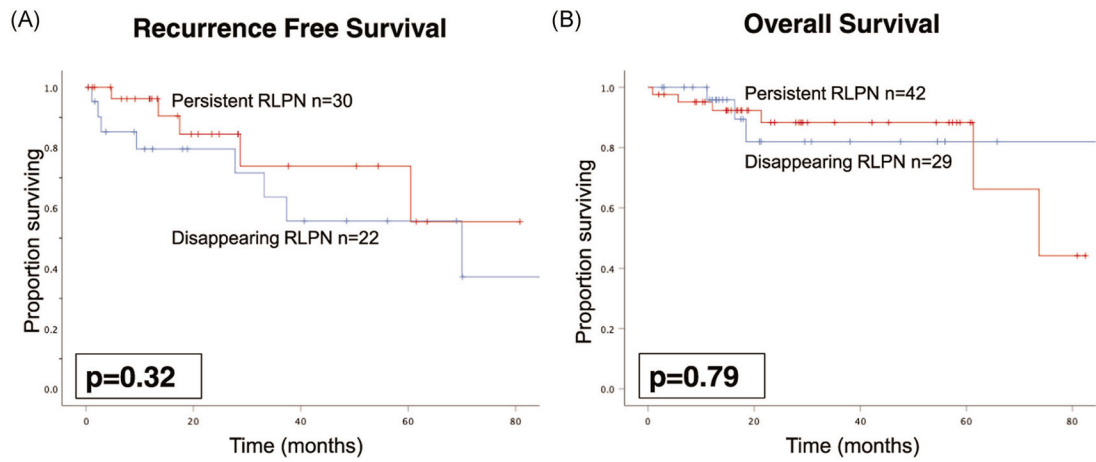 (A)
Recurrence Free Survival
Proportion surviving
1.0
0.8
0.6
0.4
0.2
0.0
Persistent RLPN n=30
Disappearing RLPN n=22
p=0.32
0 20 40 60 80
Time (months)
(B)
Overall Survival
Proportion surviving
1.0
0.8
0.6
0.4
0.2
0.0
Persistent RLPN n=42
Disappearing RLPN n=29
p=0.79
0 20 40 60 80
Time (months)